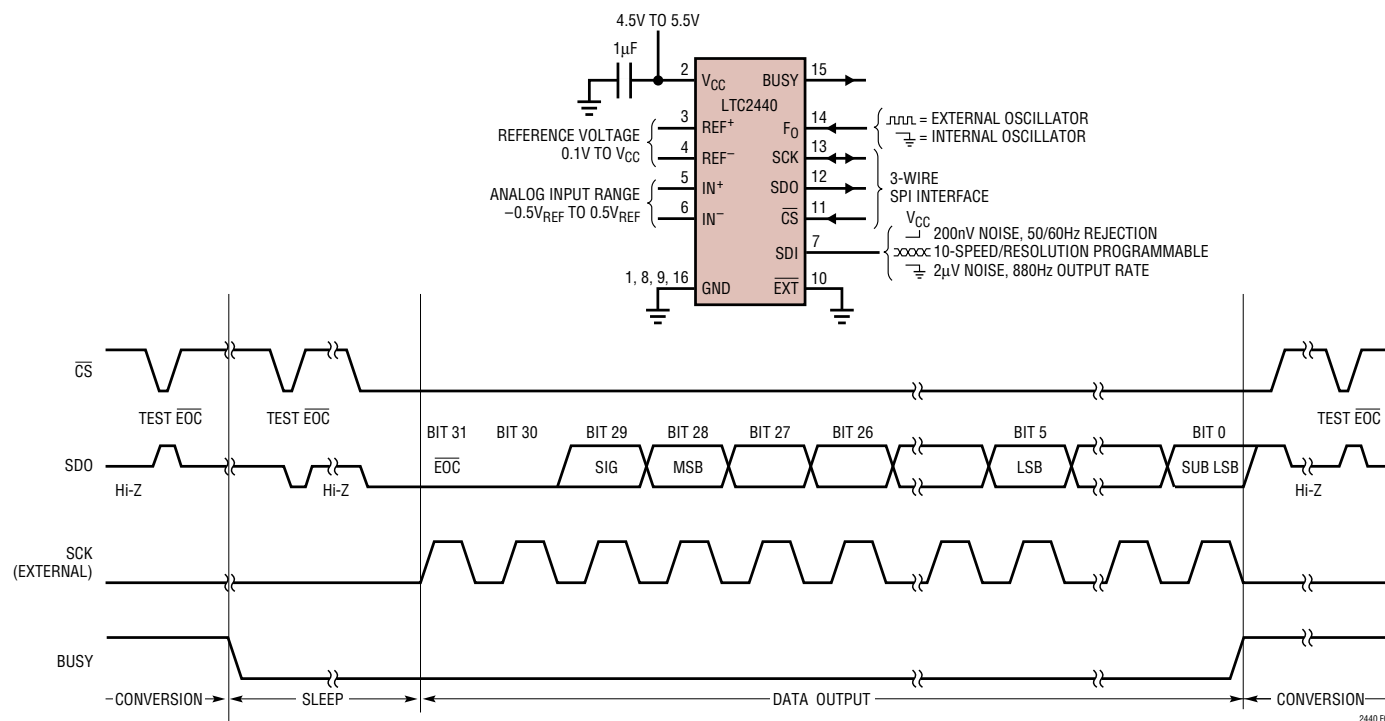 4.5V TO 5.5V
1µF
2
VCC
BUSY
15
LTC2440
REFERENCE VOLTAGE
0.1V TO VCC
3
REF+
4
REF–
FO
14
= EXTERNAL OSCILLATOR
= INTERNAL OSCILLATOR
ANALOG INPUT RANGE
–0.5VREF TO 0.5VREF
5
IN+
6
IN–
SCK
13
SDO
12
CS
11
3-WIRE
SPI INTERFACE
SDI
7
VCC
200nV NOISE, 50/60Hz REJECTION
10-SPEED/RESOLUTION PROGRAMMABLE
2µV NOISE, 880Hz OUTPUT RATE
1, 8, 9, 16
GND
EXT
10
CS
TEST EOC
TEST EOC
TEST EOC
BIT 31
BIT 30
BIT 29
BIT 28
BIT 27
BIT 26
BIT 5
BIT 0
SDO
EOC
SIG
MSB
LSB
SUB LSB
Hi-Z
Hi-Z
Hi-Z
SCK
(EXTERNAL)
BUSY
CONVERSION
SLEEP
DATA OUTPUT
CONVERSION